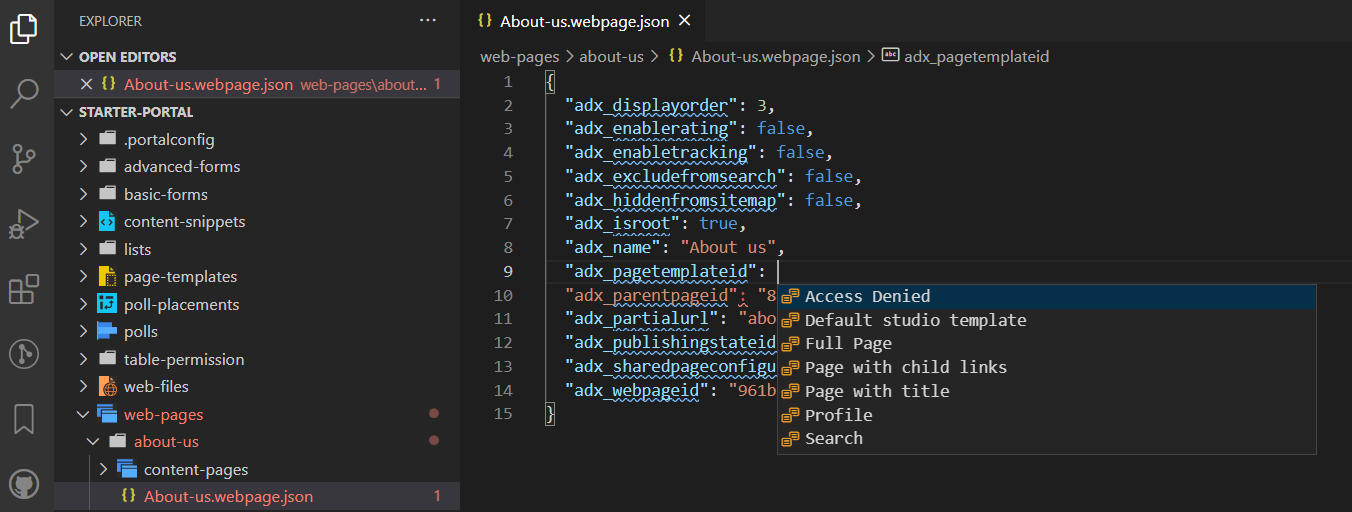 EXPLORER
···
OPEN EDITORS
{} About-us.webpage.json web-pages\about... 1
STARTER-PORTAL
.portalconfig
advanced-forms
basic-forms
content-snippets
lists
page-templates
poll-placements
polls
table-permission
web-files
web-pages
about-us
content-pages
{} About-us.webpage.json 1
{} About-us.webpage.json
web-pages > about-us > {} About-us.webpage.json > abc adx_pagetemplateid
1 {
2 "adx_displayorder": 3,
3 "adx_enablerating": false,
4 "adx_enabletracking": false,
5 "adx_excludefromsearch": false,
6 "adx_hiddenfromsitemap": false,
7 "adx_isroot": true,
8 "adx_name": "About us",
9 "adx_pagetemplateid":
10 "adx_parentpageid": "8
11 "adx_partialurl": "abo
12 "adx_publishingstateid
13 "adx_sharedpageconfigu
14 "adx_webpageid": "961b
15 }
Access Denied
Default studio template
Full Page
Page with child links
Page with title
Profile
Search